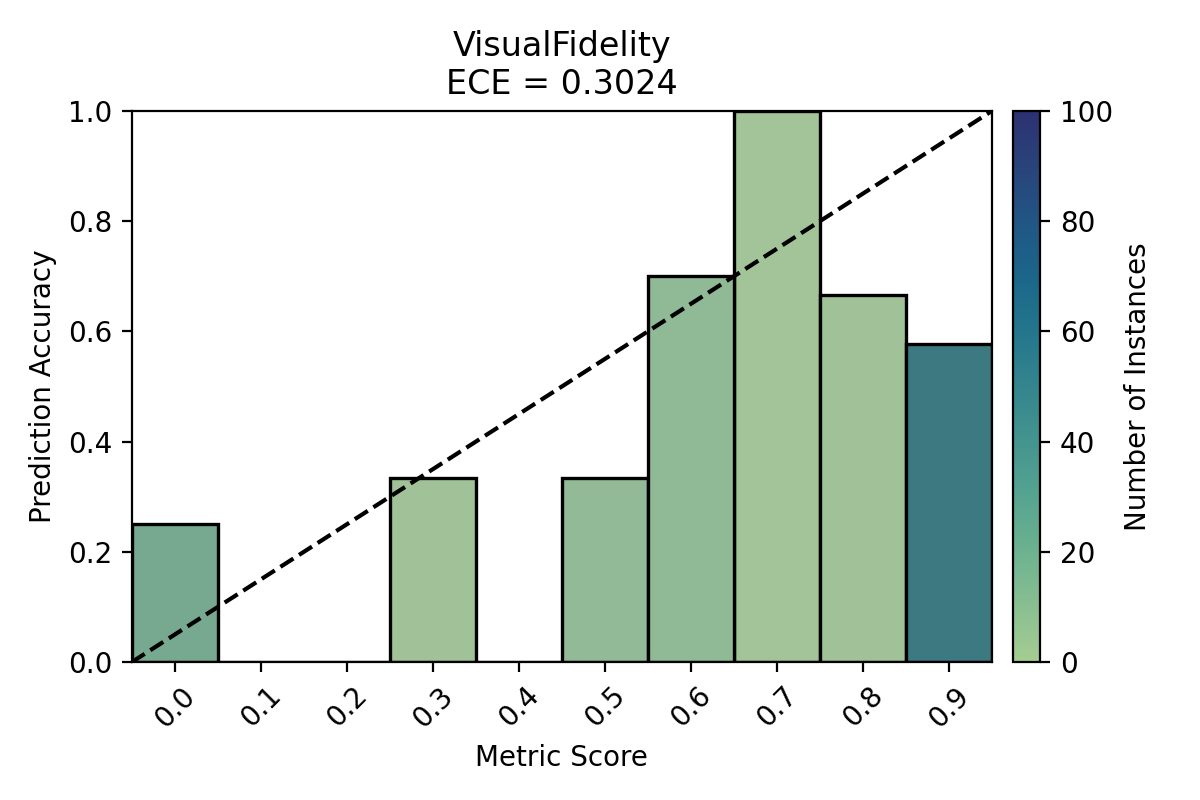 VisualFidelity
ECE = 0.3024
1.0
0.8
0.6
0.4
0.2
0.0
Prediction Accuracy
0.0 0.1 0.2 0.3 0.4 0.5 0.6 0.7 0.8 0.9
Metric Score
100
80
60
40
20
0
Number of Instances